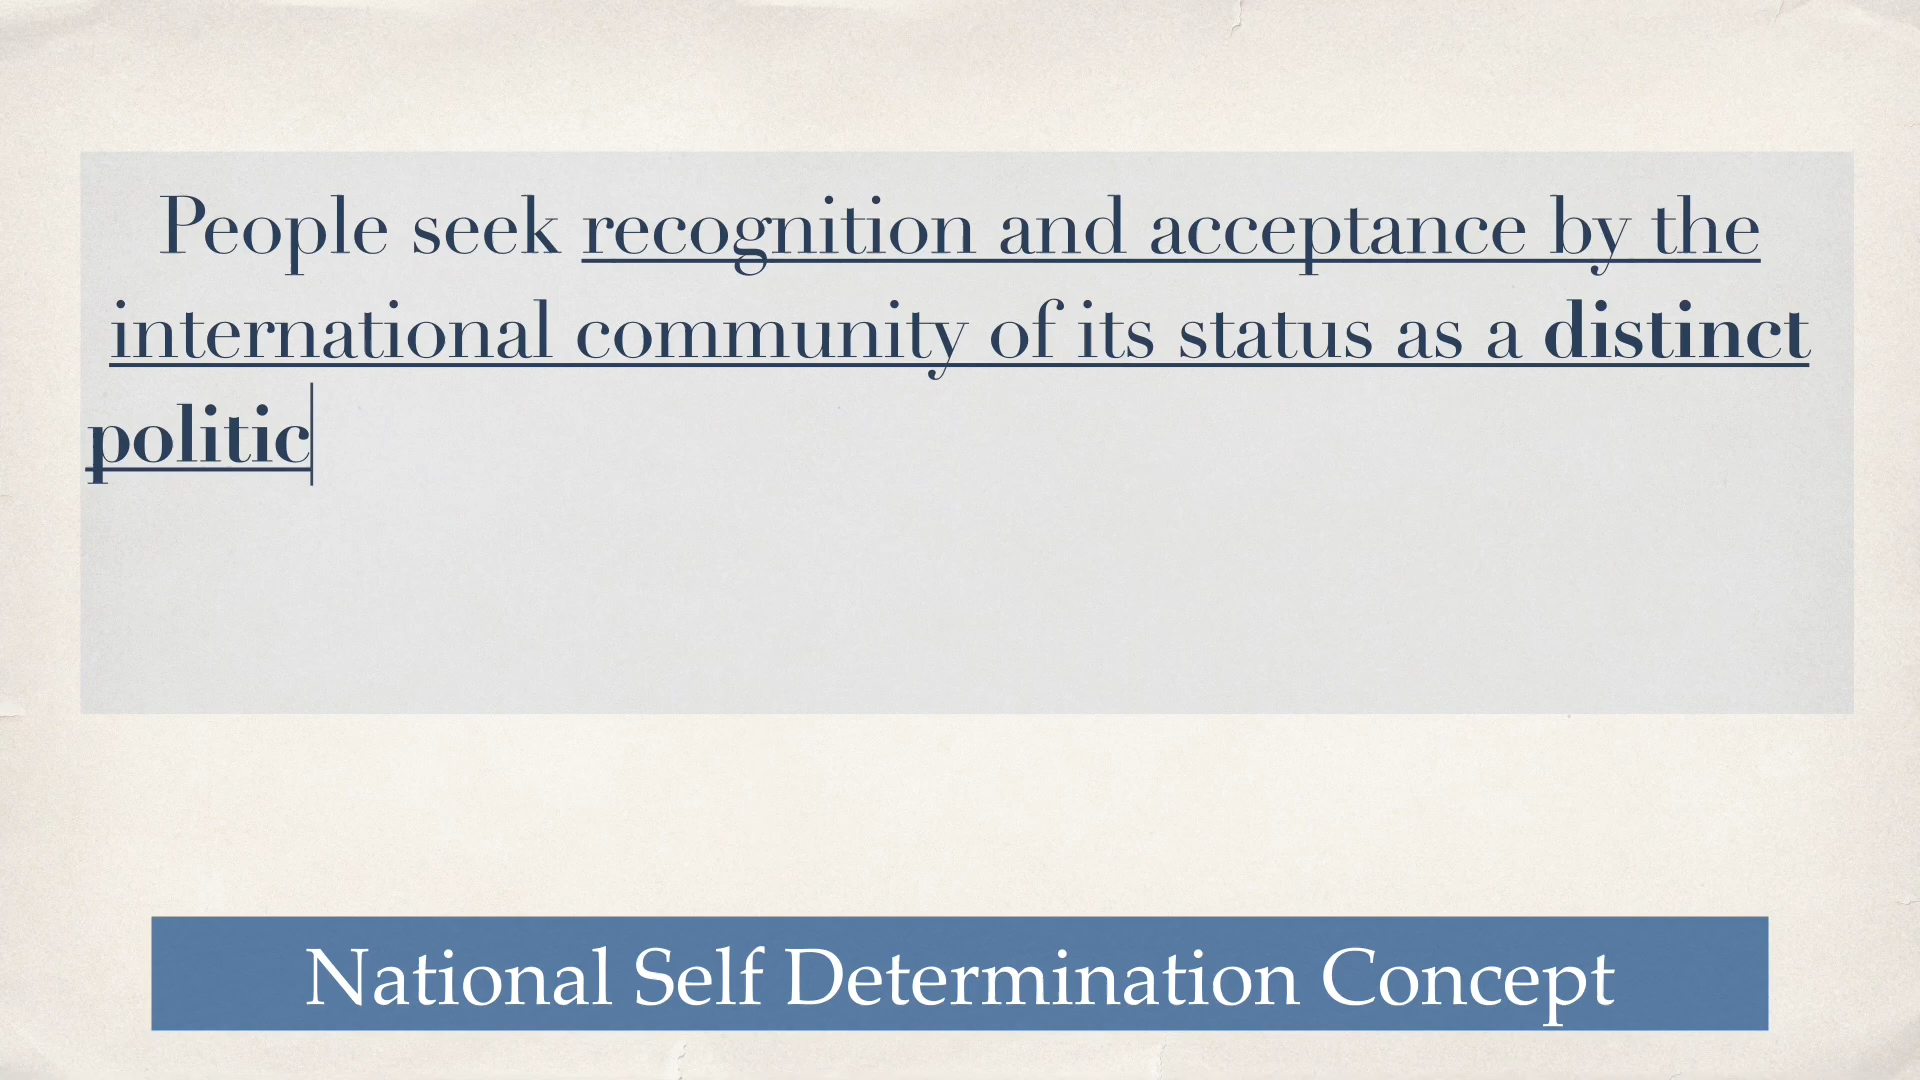 People seek recognition and acceptance by the
international community of its status as a distinct
politic
National Self Determination Concept